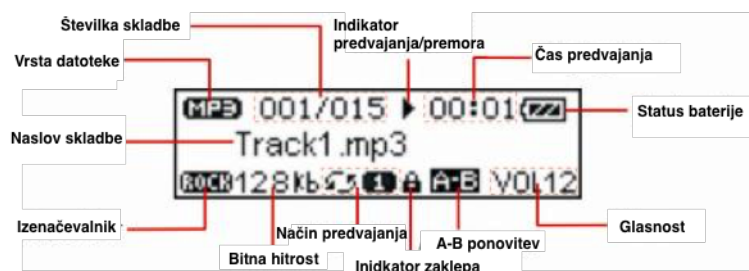 Številka skladbe
Indikator
predvajanja/premora
Čas predvajanja
Vrsta datoteke
MP3 001/015 00:01
Status baterije
Naslov skladbe
Track1.mp3
ROCK 128kb 1 A-B VOL12
Izenačevalnik
Način predvajanja
Glasnost
A-B ponovitev
Bitna hitrost
Inidkator zaklepa